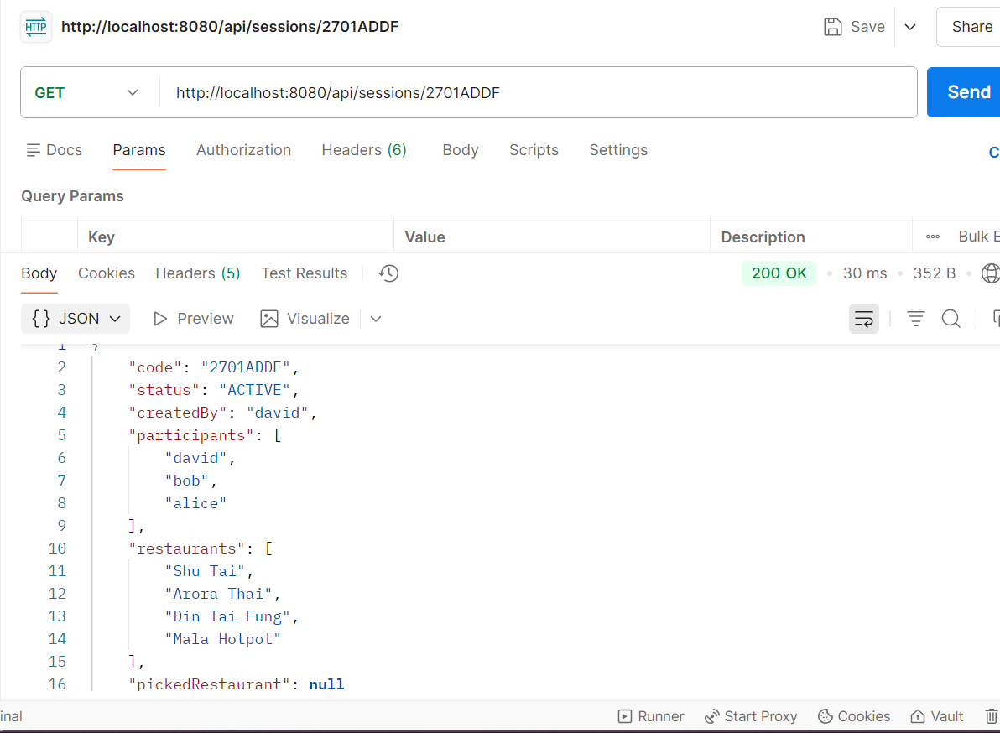 HTTP http://localhost:8080/api/sessions/2701ADDF Save Share
GET http://localhost:8080/api/sessions/2701ADDF Send
Docs Params Authorization Headers (6) Body Scripts Settings C
Query Params
Key Value Description Bulk E
Body Cookies Headers (5) Test Results 200 OK • 30 ms • 352 B •
{} JSON Preview Visualize
1 {
2 "code": "2701ADDF",
3 "status": "ACTIVE",
4 "createdBy": "david",
5 "participants": [
6 "david",
7 "bob",
8 "alice"
9 ],
10 "restaurants": [
11 "Shu Tai",
12 "Arora Thai",
13 "Din Tai Fung",
14 "Mala Hotpot"
15 ],
16 "pickedRestaurant": null
inal Runner Start Proxy Cookies Vault